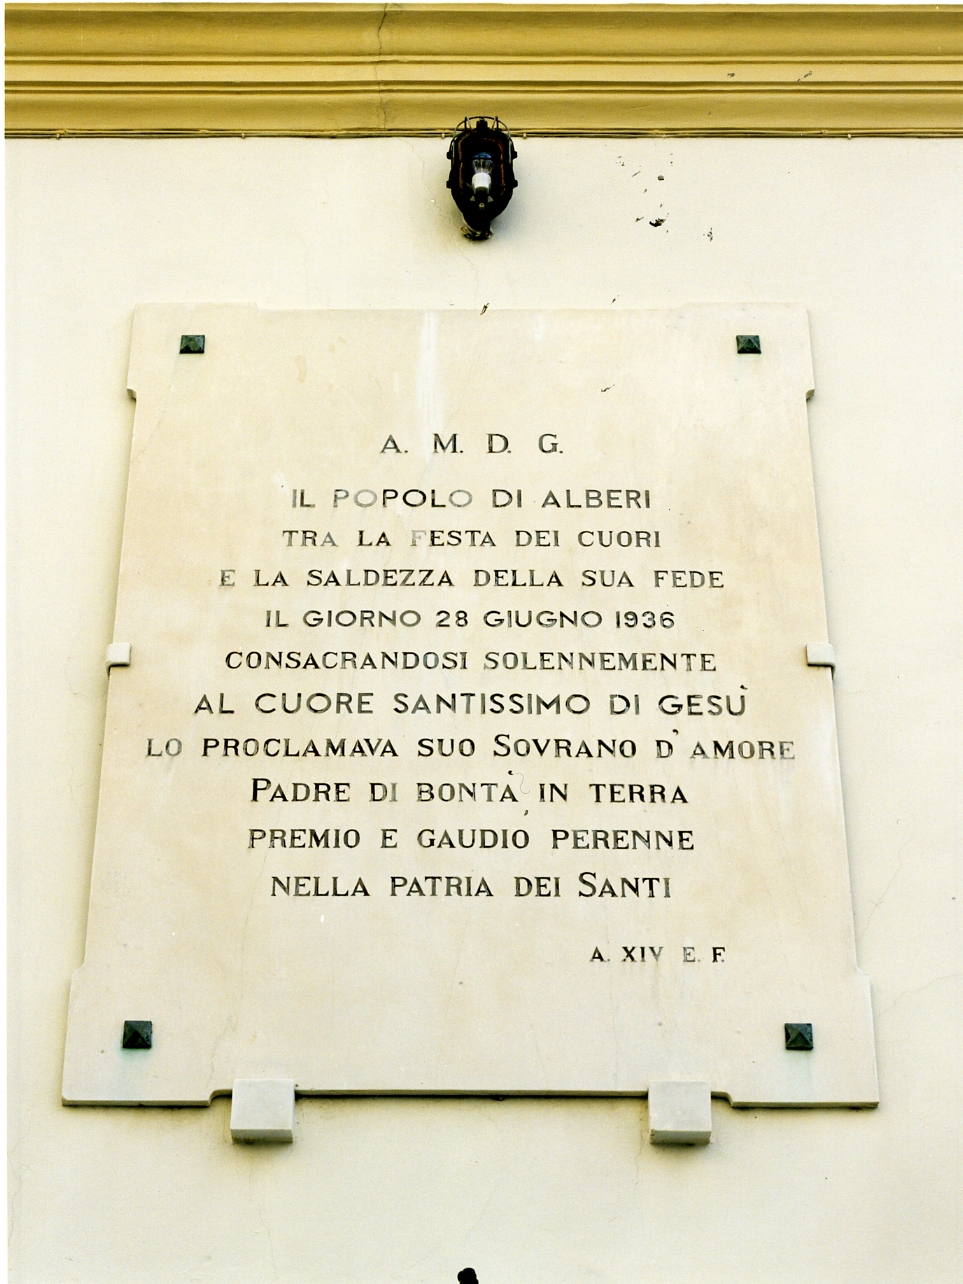 A. M. D. G.
IL POPOLO DI ALBERI
TRA LA FESTA DEI CUORI
E LA SALDEZZA DELLA SUA FEDE
IL GIORNO 28 GIUGNO 1936
CONSACRANDOSI SOLENNEMENTE
AL CUORE SANTISSIMO DI GESÙ
LO PROCLAMAVA SUO SOVRANO D'AMORE
PADRE DI BONTÀ IN TERRA
PREMIO E GAUDIO PERENNE
NELLA PATRIA DEI SANTI
A. XIV E. F.